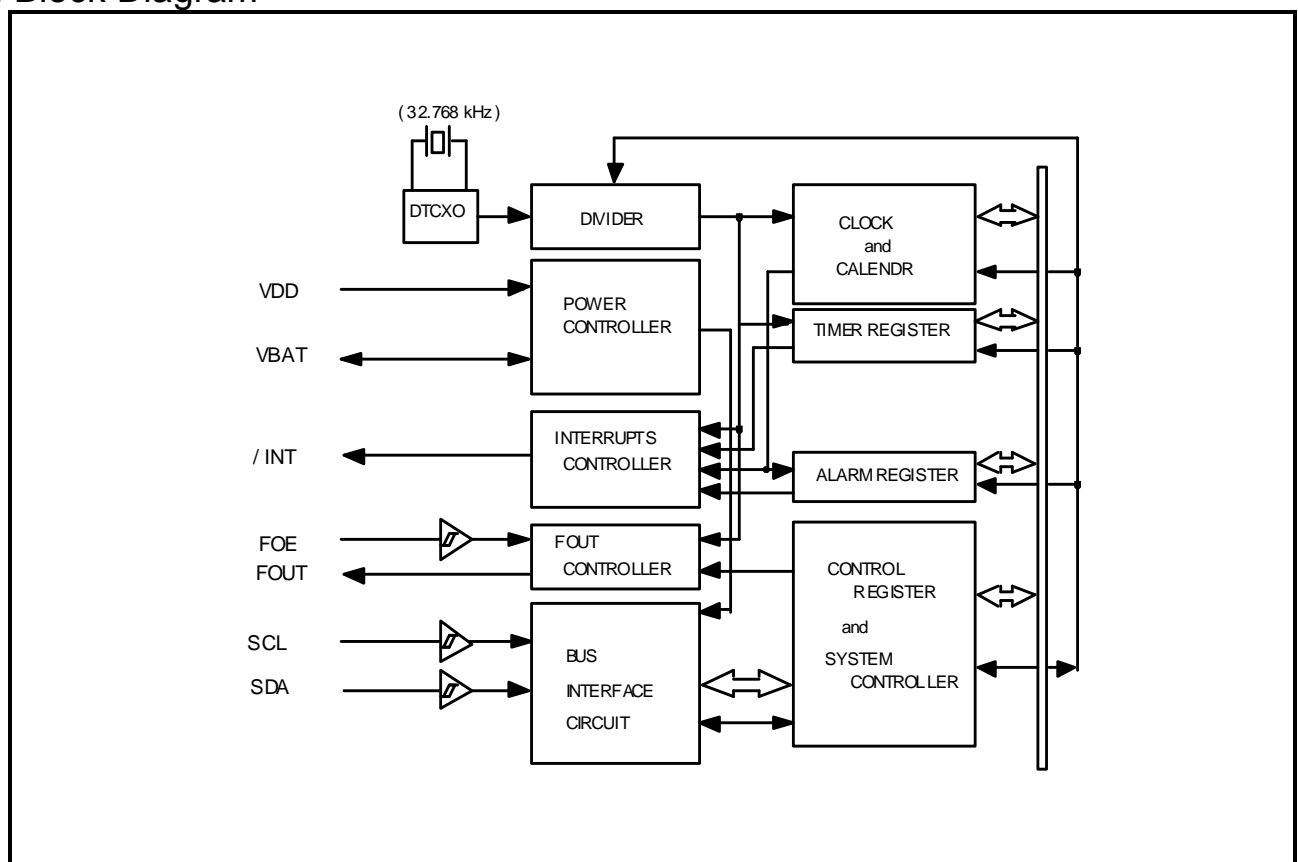 Block Diagram
( 32.768 kHz )
DTCXO
DIVIDER
CLOCK
and
CALENDR
VDD
VBAT
POWER
CONTROLLER
TIMER REGISTER
/ INT
INTERRUPTS
CONTROLLER
ALARM REGISTER
FOE
FOUT
FOUT
CONTROLLER
CONTROL
REGISTER
and
SYSTEM
CONTROLLER
SCL
SDA
BUS
INTERFACE
CIRCUIT